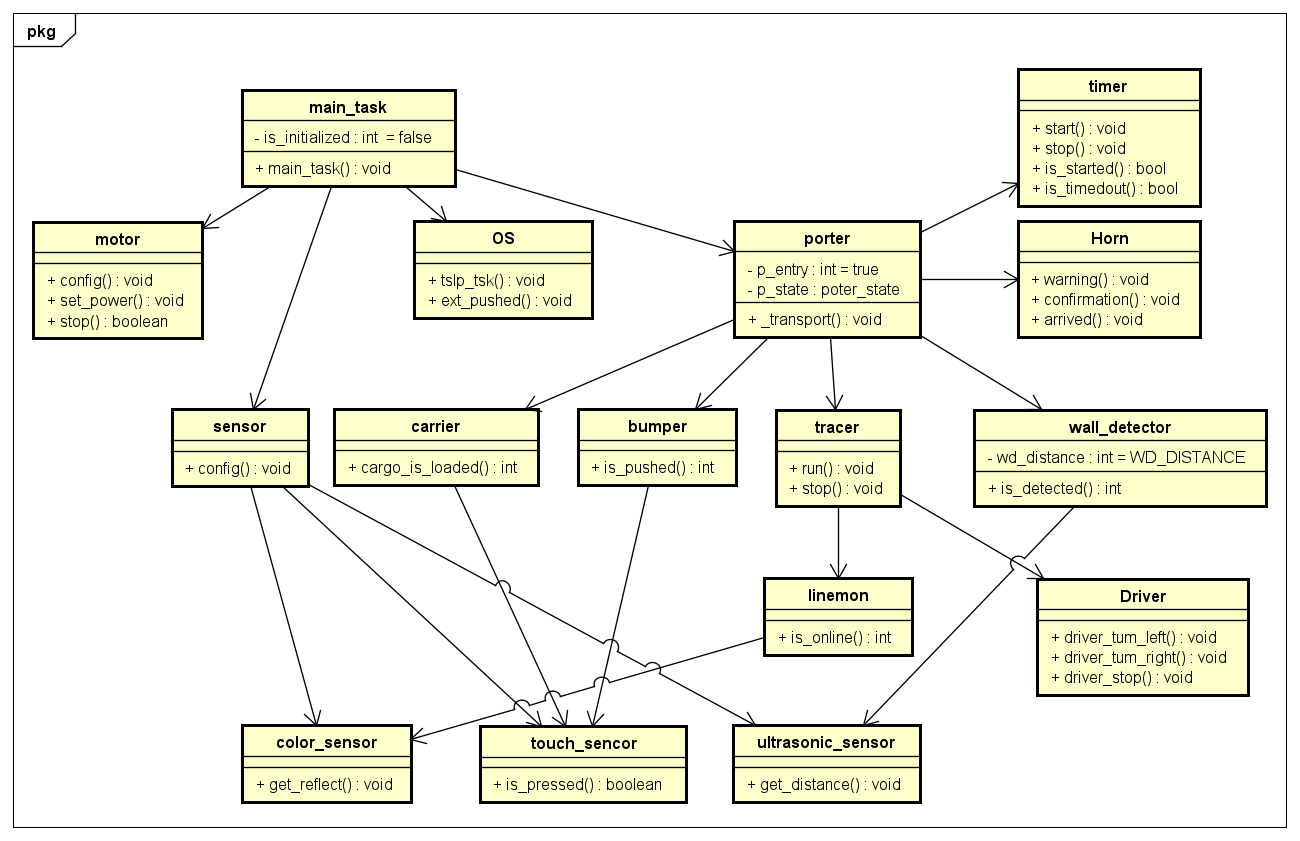 pkg
main_task
- is_initialized : int  = false
+ main_task() : void
timer
+ start() : void
+ stop() : void
+ is_started() : bool
+ is_timedout() : bool
motor
+ config() : void
+ set_power() : void
+ stop() : boolean
OS
+ tslp_tsk() : void
+ ext_pushed() : void
porter
- p_entry : int = true
- p_state : poter_state
+ _transport() : void
Horn
+ warning() : void
+ confirmation() : void
+ arrived() : void
sensor
+ config() : void
carrier
+ cargo_is_loaded() : int
bumper
+ is_pushed() : int
tracer
+ run() : void
+ stop() : void
wall_detector
- wd_distance : int = WD_DISTANCE
+ is_detected() : int
linemon
+ is_online() : int
Driver
+ driver_tum_left() : void
+ driver_tum_right() : void
+ driver_stop() : void
color_sensor
+ get_reflect() : void
touch_sencor
+ is_pressed() : boolean
ultrasonic_sensor
+ get_distance() : void